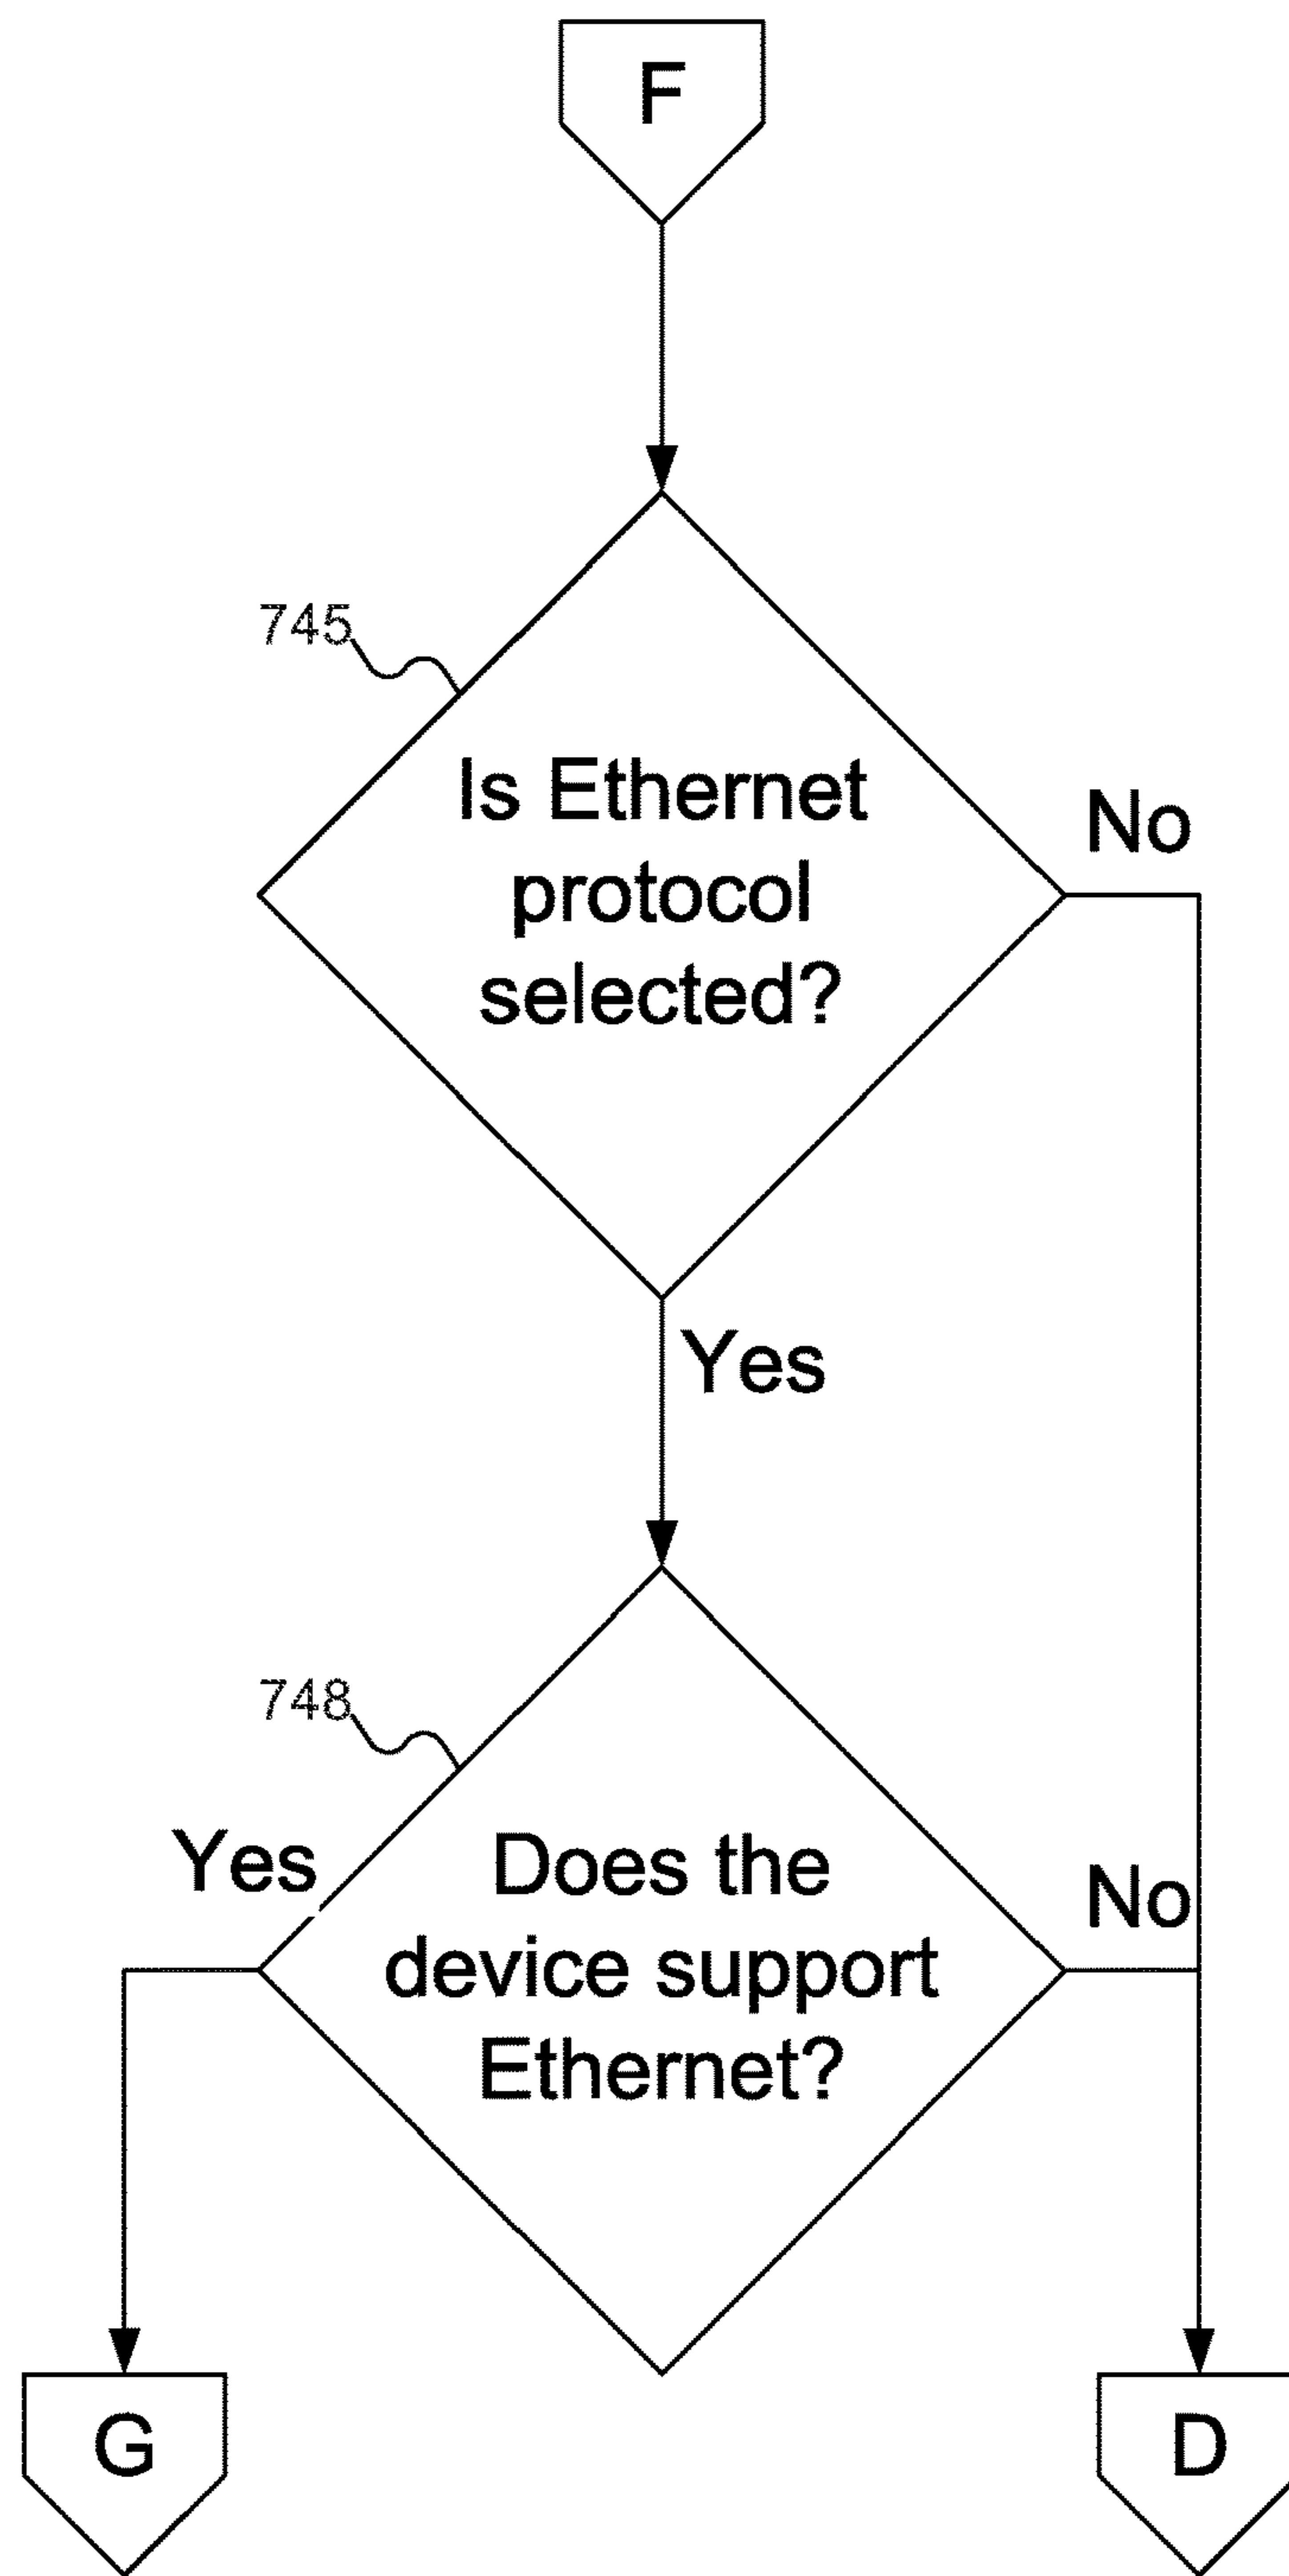 F
745
Is Ethernet
protocol
selected?
No
Yes
748
Yes
Does the
device support
Ethernet?
No
G
D